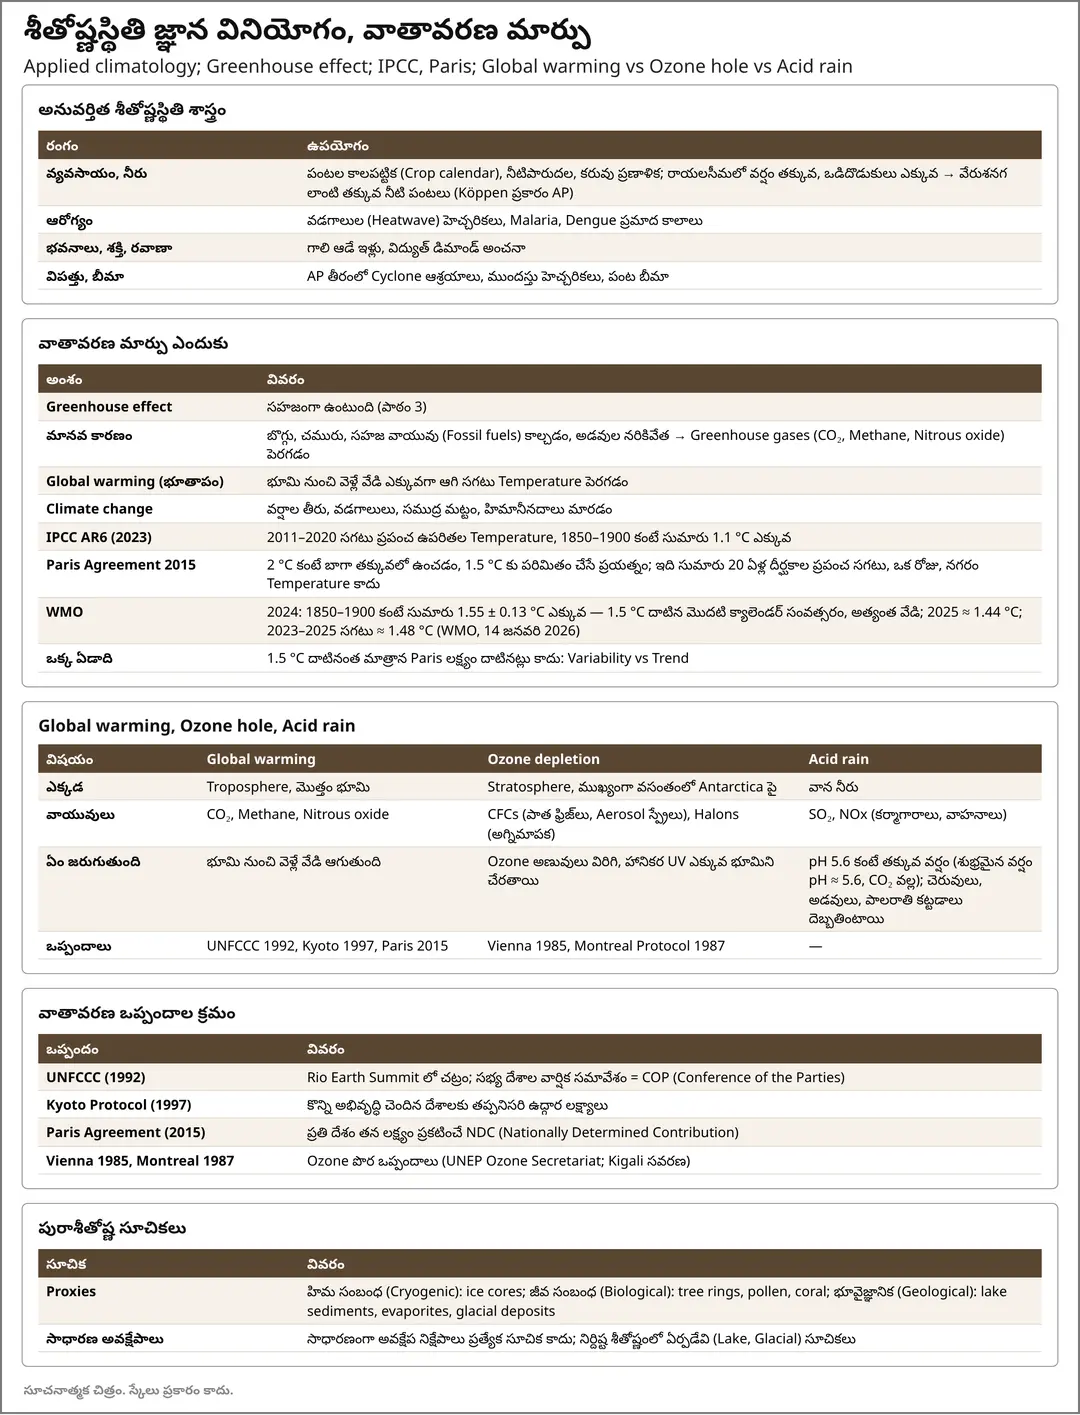 శీతోష్ణస్థితి జ్ఞాన వినియోగం, వాతావరణ మార్పు
Applied climatology; Greenhouse effect; IPCC, Paris; Global warming vs Ozone hole vs Acid rain
అనువర్తిత శీతోష్ణస్థితి శాస్త్రం
రంగం ఉపయోగం
వ్యవసాయం, నీరు పంటల కాలపట్టిక (Crop calendar), నీటిపారుదల, కరువు ప్రణాళిక; రాయలసీమలో వర్షం తక్కువ, ఒడిదొడుకులు ఎక్కువ → వేరుశనగ
లాంటి తక్కువ నీటి పంటలు (Köppen ప్రకారం AP)
ఆరోగ్యం వడగాలుల (Heatwave) హెచ్చరికలు, Malaria, Dengue ప్రమాద కాలాలు
భవనాలు, శక్తి, రవాణా గాలి ఆడే ఇళ్లు, విద్యుత్ డిమాండ్ అంచనా
విపత్తు, బీమా AP తీరంలో Cyclone ఆశ్రయాలు, ముందస్తు హెచ్చరికలు, పంట బీమా
వాతావరణ మార్పు ఎందుకు
అంశం వివరం
Greenhouse effect సహజంగా ఉంటుంది (పాఠం 3)
మానవ కారణం బొగ్గు, చమురు, సహజ వాయువు (Fossil fuels) కాల్చడం, అడవుల నరికివేత → Greenhouse gases (CO₂, Methane, Nitrous oxide)
పెరగడం
Global warming (భూతాపం) భూమి నుంచి వెళ్లే వేడి ఎక్కువగా ఆగి సగటు Temperature పెరగడం
Climate change వర్షాల తీరు, వడగాలులు, సముద్ర మట్టం, హిమానీనదాలు మారడం
IPCC AR6 (2023) 2011–2020 సగటు ప్రపంచ ఉపరితల Temperature, 1850–1900 కంటే సుమారు 1.1 °C ఎక్కువ
Paris Agreement 2015 2 °C కంటే బాగా తక్కువలో ఉంచడం, 1.5 °C కు పరిమితం చేసే ప్రయత్నం; ఇది సుమారు 20 ఏళ్ల దీర్ఘకాల ప్రపంచ సగటు, ఒక రోజు, నగరం
Temperature కాదు
WMO 2024: 1850–1900 కంటే సుమారు 1.55 ± 0.13 °C ఎక్కువ — 1.5 °C దాటిన మొదటి క్యాలెండర్ సంవత్సరం, అత్యంత వేడి; 2025 ≈ 1.44 °C;
2023–2025 సగటు ≈ 1.48 °C (WMO, 14 జనవరి 2026)
ఒక్క ఏడాది 1.5 °C దాటినంత మాత్రాన Paris లక్ష్యం దాటినట్లు కాదు: Variability vs Trend
Global warming, Ozone hole, Acid rain
విషయం Global warming Ozone depletion Acid rain
ఎక్కడ Troposphere, మొత్తం భూమి Stratosphere, ముఖ్యంగా వసంతంలో Antarctica పై వాన నీరు
వాయువులు CO₂, Methane, Nitrous oxide CFCs (పాత ఫ్రిజ్‌లు, Aerosol స్ప్రేలు), Halons SO₂, NOx (కర్మాగారాలు, వాహనాలు)
(అగ్నిమాపక)
ఏం జరుగుతుంది భూమి నుంచి వెళ్లే వేడి ఆగుతుంది Ozone అణువులు విరిగి, హానికర UV ఎక్కువ భూమిని pH 5.6 కంటే తక్కువ వర్షం (శుభ్రమైన వర్షం
చేరతాయి pH ≈ 5.6, CO₂ వల్ల); చెరువులు,
అడవులు, పాలరాతి కట్టడాలు
దెబ్బతింటాయి
ఒప్పందాలు UNFCCC 1992, Kyoto 1997, Paris 2015 Vienna 1985, Montreal Protocol 1987 —
వాతావరణ ఒప్పందాల క్రమం
ఒప్పందం వివరం
UNFCCC (1992) Rio Earth Summit లో చట్రం; సభ్య దేశాల వార్షిక సమావేశం = COP (Conference of the Parties)
Kyoto Protocol (1997) కొన్ని అభివృద్ధి చెందిన దేశాలకు తప్పనిసరి ఉద్గార లక్ష్యాలు
Paris Agreement (2015) ప్రతి దేశం తన లక్ష్యం ప్రకటించే NDC (Nationally Determined Contribution)
Vienna 1985, Montreal 1987 Ozone పొర ఒప్పందాలు (UNEP Ozone Secretariat; Kigali సవరణ)
పురాశీతోష్ణ సూచికలు
సూచిక వివరం
Proxies హిమ సంబంధ (Cryogenic): ice cores; జీవ సంబంధ (Biological): tree rings, pollen, coral; భూవైజ్ఞానిక (Geological): lake
sediments, evaporites, glacial deposits
సాధారణ అవక్షేపాలు సాధారణంగా అవక్షేప నిక్షేపాలు ప్రత్యేక సూచిక కాదు; నిర్దిష్ట శీతోష్ణంలో ఏర్పడేవి (Lake, Glacial) సూచికలు
సూచనాత్మక చిత్రం. స్కేలు ప్రకారం కాదు.